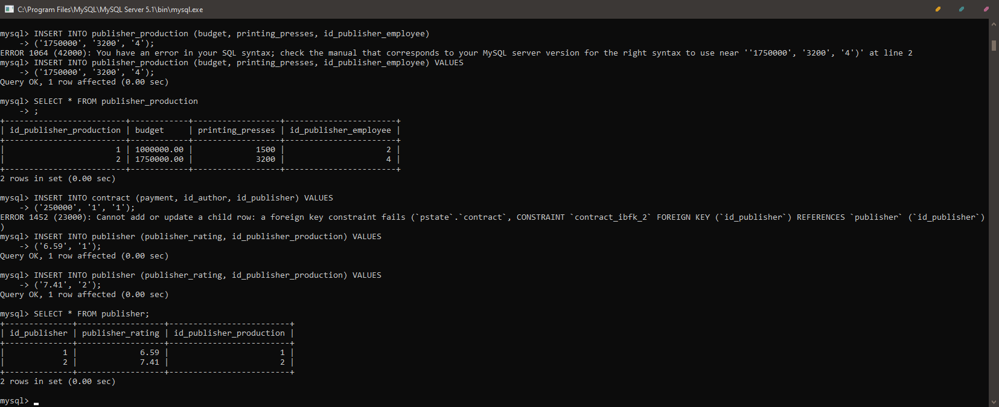 C:\Program Files\MySQL\MySQL Server 5.1\bin\mysql.exe
mysql> INSERT INTO publisher_production (budget, printing_presses, id_publisher_employee)
    -> ('1750000', '3200', '4');
ERROR 1064 (42000): You have an error in your SQL syntax; check the manual that corresponds to your MySQL server version for the right syntax to use near ''1750000', '3200', '4')' at line 2
mysql> INSERT INTO publisher_production (budget, printing_presses, id_publisher_employee) VALUES
    -> ('1750000', '3200', '4');
Query OK, 1 row affected (0.00 sec)

mysql> SELECT * FROM publisher_production
    -> ;
+-------------------------+------------+------------------+-----------------------+
| id_publisher_production | budget     | printing_presses | id_publisher_employee |
+-------------------------+------------+------------------+-----------------------+
|                       1 | 1000000.00 |             1500 |                     2 |
|                       2 | 1750000.00 |             3200 |                     4 |
+-------------------------+------------+------------------+-----------------------+
2 rows in set (0.00 sec)

mysql> INSERT INTO contract (payment, id_author, id_publisher) VALUES
    -> ('250000', '1', '1');
ERROR 1452 (23000): Cannot add or update a child row: a foreign key constraint fails (`pstate`.`contract`, CONSTRAINT `contract_ibfk_2` FOREIGN KEY (`id_publisher`) REFERENCES `publisher` (`id_publisher`)
)
mysql> INSERT INTO publisher (publisher_rating, id_publisher_production) VALUES
    -> ('6.59', '1');
Query OK, 1 row affected (0.00 sec)

mysql> INSERT INTO publisher (publisher_rating, id_publisher_production) VALUES
    -> ('7.41', '2');
Query OK, 1 row affected (0.00 sec)

mysql> SELECT * FROM publisher;
+--------------+------------------+-------------------------+
| id_publisher | publisher_rating | id_publisher_production |
+--------------+------------------+-------------------------+
|            1 |             6.59 |                       1 |
|            2 |             7.41 |                       2 |
+--------------+------------------+-------------------------+
2 rows in set (0.00 sec)

mysql> _